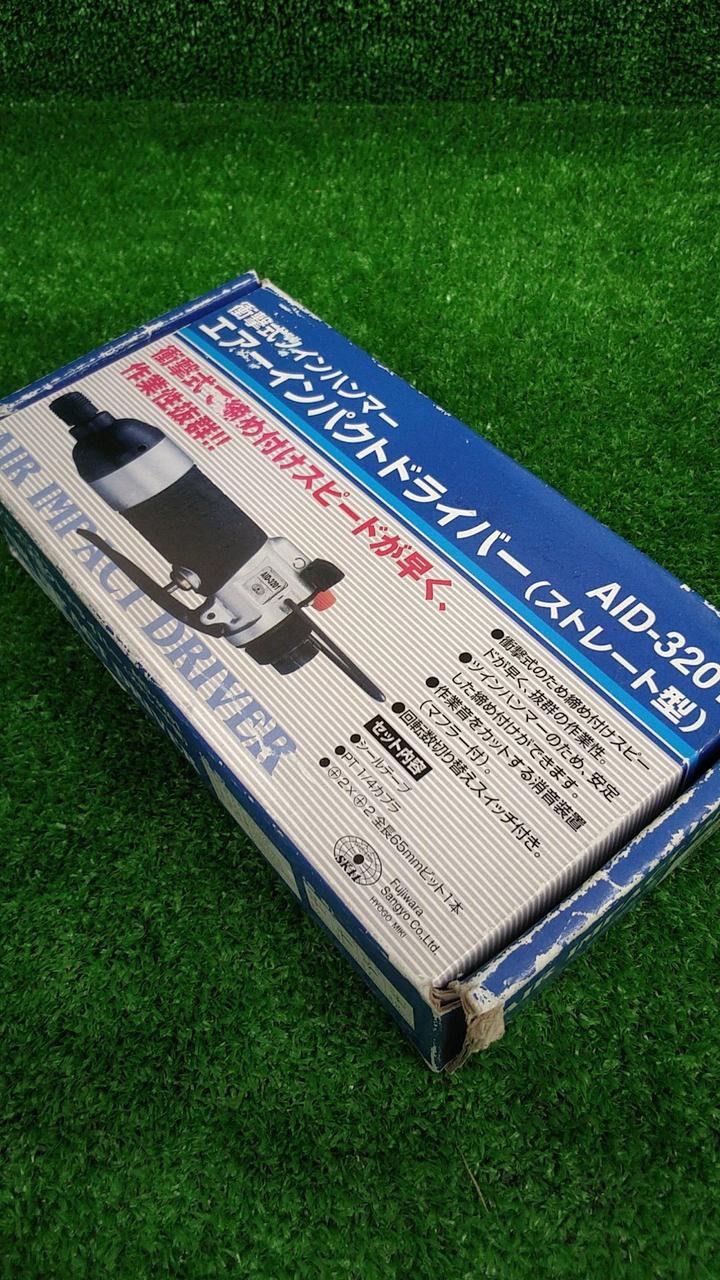 衝撃式ツインハンマー
エアーインパクトドライバー(ストレート型)
AID-320
衝撃式で締め付けスピードが早く、
作業性抜群!!
AIR IMPACT DRIVER
●衝撃式のため締め付けスピー
ドが早く、抜群の作業性。
●ツインハンマーのため、安定
した締め付けができます。
●作業音をカットする消音装置
(マフラー付)。
●回転数切り替えスイッチ付き。
セット内容
●シールテープ
●PT 1/4カプラ
●⊕2×⊕2 全長65mmビット1本
SK11
Fujiwara
Sangyo Co.,Ltd.
HYOGO MIKI